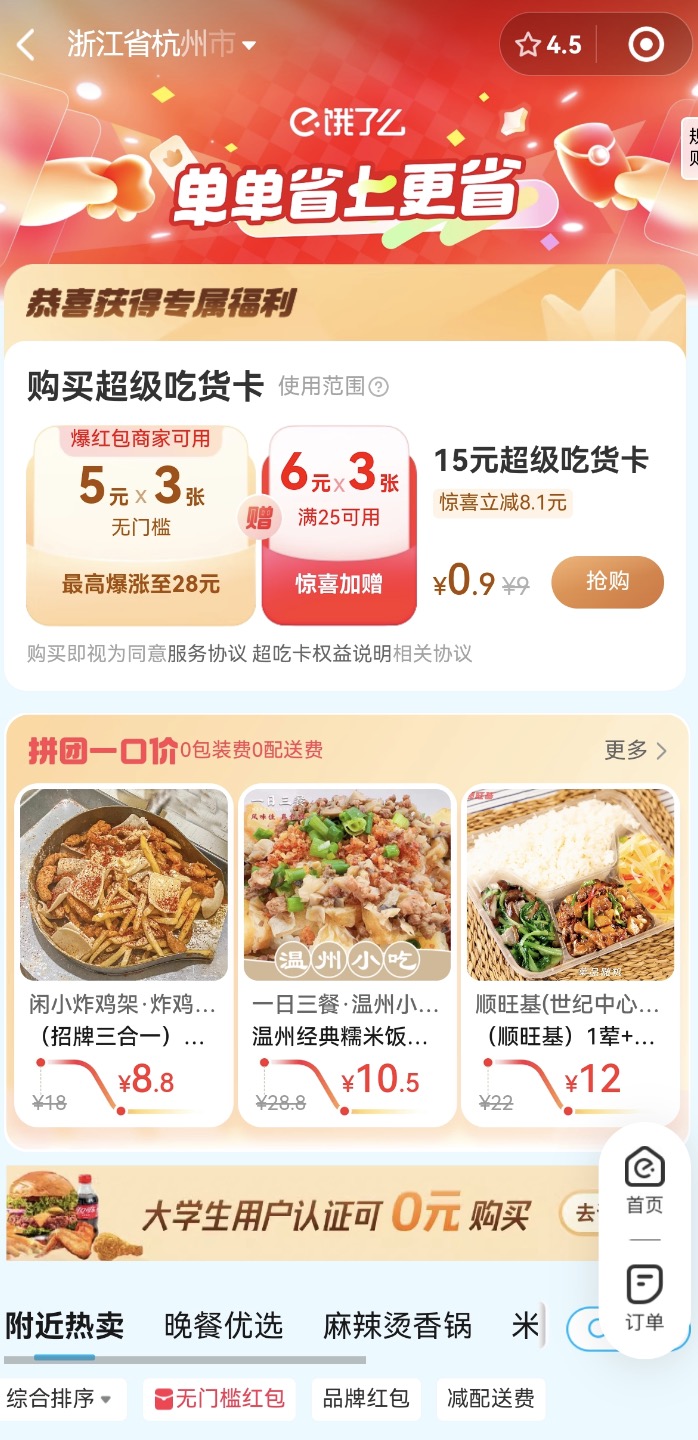 浙江省杭州市
4.5
饿了么
单单省上更省
恭喜获得专属福利
购买超级吃货卡 使用范围
爆红包商家可用
5元x3张
无门槛
最高爆涨至28元
赠
6元x3张
满25可用
惊喜加赠
15元超级吃货卡
惊喜立减8.1元
¥0.9 ¥9
抢购
购买即视为同意服务协议 超吃卡权益说明相关协议
拼团一口价0包装费0配送费
更多
一日三餐
温州小吃
闲小炸鸡架·炸鸡...
(招牌三合一) ...
¥8.8
¥18
一日三餐·温州小...
温州经典糯米饭...
¥10.5
¥28.8
顺旺基(世纪中心...
(顺旺基) 1荤+...
¥12
¥22
大学生用户认证可0元购买
去
首页
订单
附近热卖 晚餐优选 麻辣烫香锅 米
综合排序 无门槛红包 品牌红包 减配送费